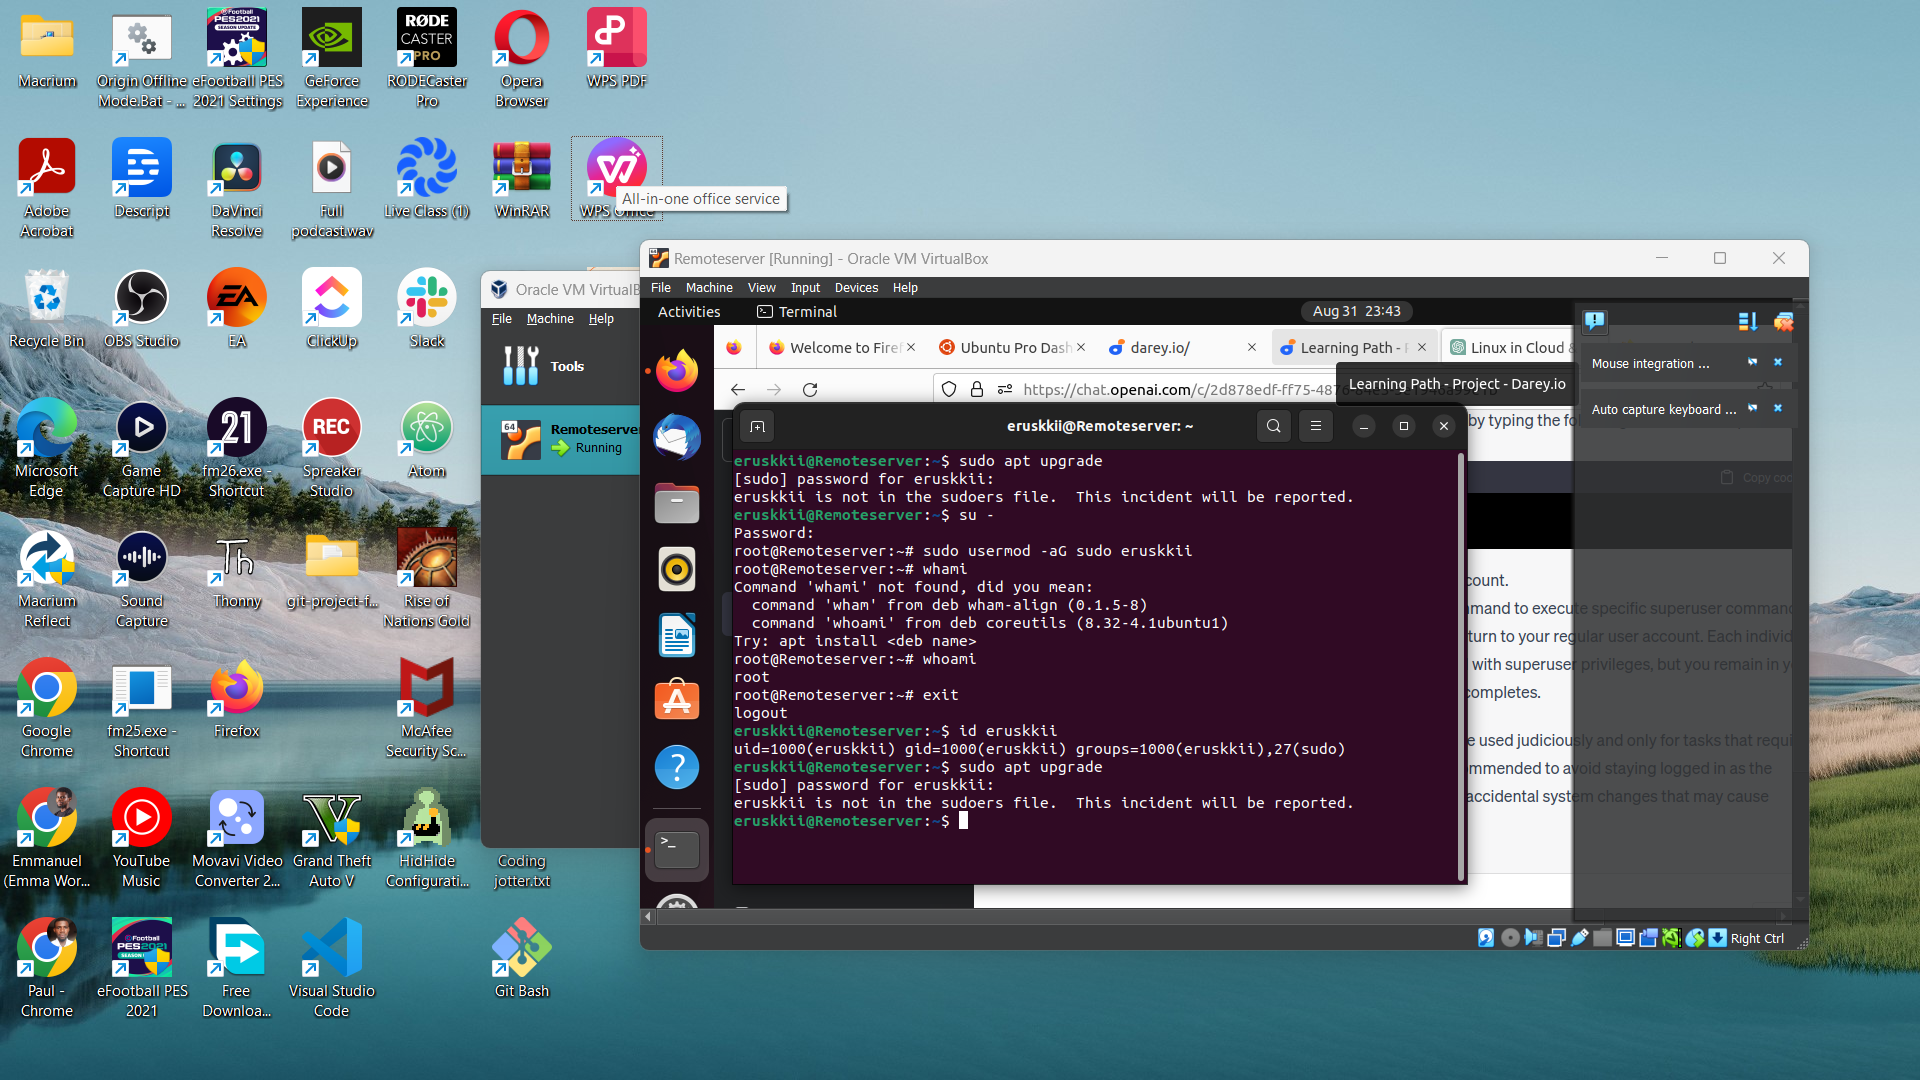 Macrium
Origin Offline
Mode.Bat - ...
eFootball PES
2021 Settings
GeForce
Experience
RODECaster
Pro
Opera
Browser
WPS PDF
Adobe
Acrobat
Descript
DaVinci
Resolve
Full
podcast.wav
Live Class (1)
WinRAR
All-in-one office service
Recycle Bin
OBS Studio
EA
ClickUp
Slack
Microsoft
Edge
Game
Capture HD
fm26.exe -
Shortcut
Spreaker
Studio
Atom
Macrium
Reflect
Sound
Capture
Thonny
git-project-f...
Rise of
Nations Gold
Google
Chrome
fm25.exe -
Shortcut
Firefox
McAfee
Security Sc...
Emmanuel
(Emma Wor...
YouTube
Music
Movavi Video
Converter 2...
Grand Theft
Auto V
HidHide
Configurati...
Coding
jotter.txt
Paul -
Chrome
eFootball PES
2021
Free
Downloa...
Visual Studio
Code
Git Bash
RØDE
CASTER
PRO
eFootball
PES2021
SEASON UPDATE
21
REC
Th
Oracle VM VirtualB
File Machine Help
Tools
64
Remoteserver
Running
Remoteserver [Running] - Oracle VM VirtualBox
File Machine View Input Devices Help
Activities
Terminal
Aug 31 23:43
Welcome to Firef
Ubuntu Pro Dash
darey.io/
Learning Path - P
Linux in Cloud &
https://chat.openai.com/c/2d878edf-ff75-487
Learning Path - Project - Darey.io
Mouse integration ...
Auto capture keyboard ...
by typing the fo
Copy cod
eruskkii@Remoteserver: ~
eruskkii@Remoteserver:~$ sudo apt upgrade
[sudo] password for eruskkii:
eruskkii is not in the sudoers file.  This incident will be reported.
eruskkii@Remoteserver:~$ su -
Password:
root@Remoteserver:~# sudo usermod -aG sudo eruskkii
root@Remoteserver:~# whami
Command 'whami' not found, did you mean:
  command 'wham' from deb wham-align (0.1.5-8)
  command 'whoami' from deb coreutils (8.32-4.1ubuntu1)
Try: apt install <deb name>
root@Remoteserver:~# whoami
root
root@Remoteserver:~# exit
logout
eruskkii@Remoteserver:~$ id eruskkii
uid=1000(eruskkii) gid=1000(eruskkii) groups=1000(eruskkii),27(sudo)
eruskkii@Remoteserver:~$ sudo apt upgrade
[sudo] password for eruskkii:
eruskkii is not in the sudoers file.  This incident will be reported.
eruskkii@Remoteserver:~$
count.
mmand to execute specific superuser comman
turn to your regular user account. Each individ
with superuser privileges, but you remain in y
completes.
e used judiciously and only for tasks that requi
mmended to avoid staying logged in as the
accidental system changes that may cause
Right Ctrl